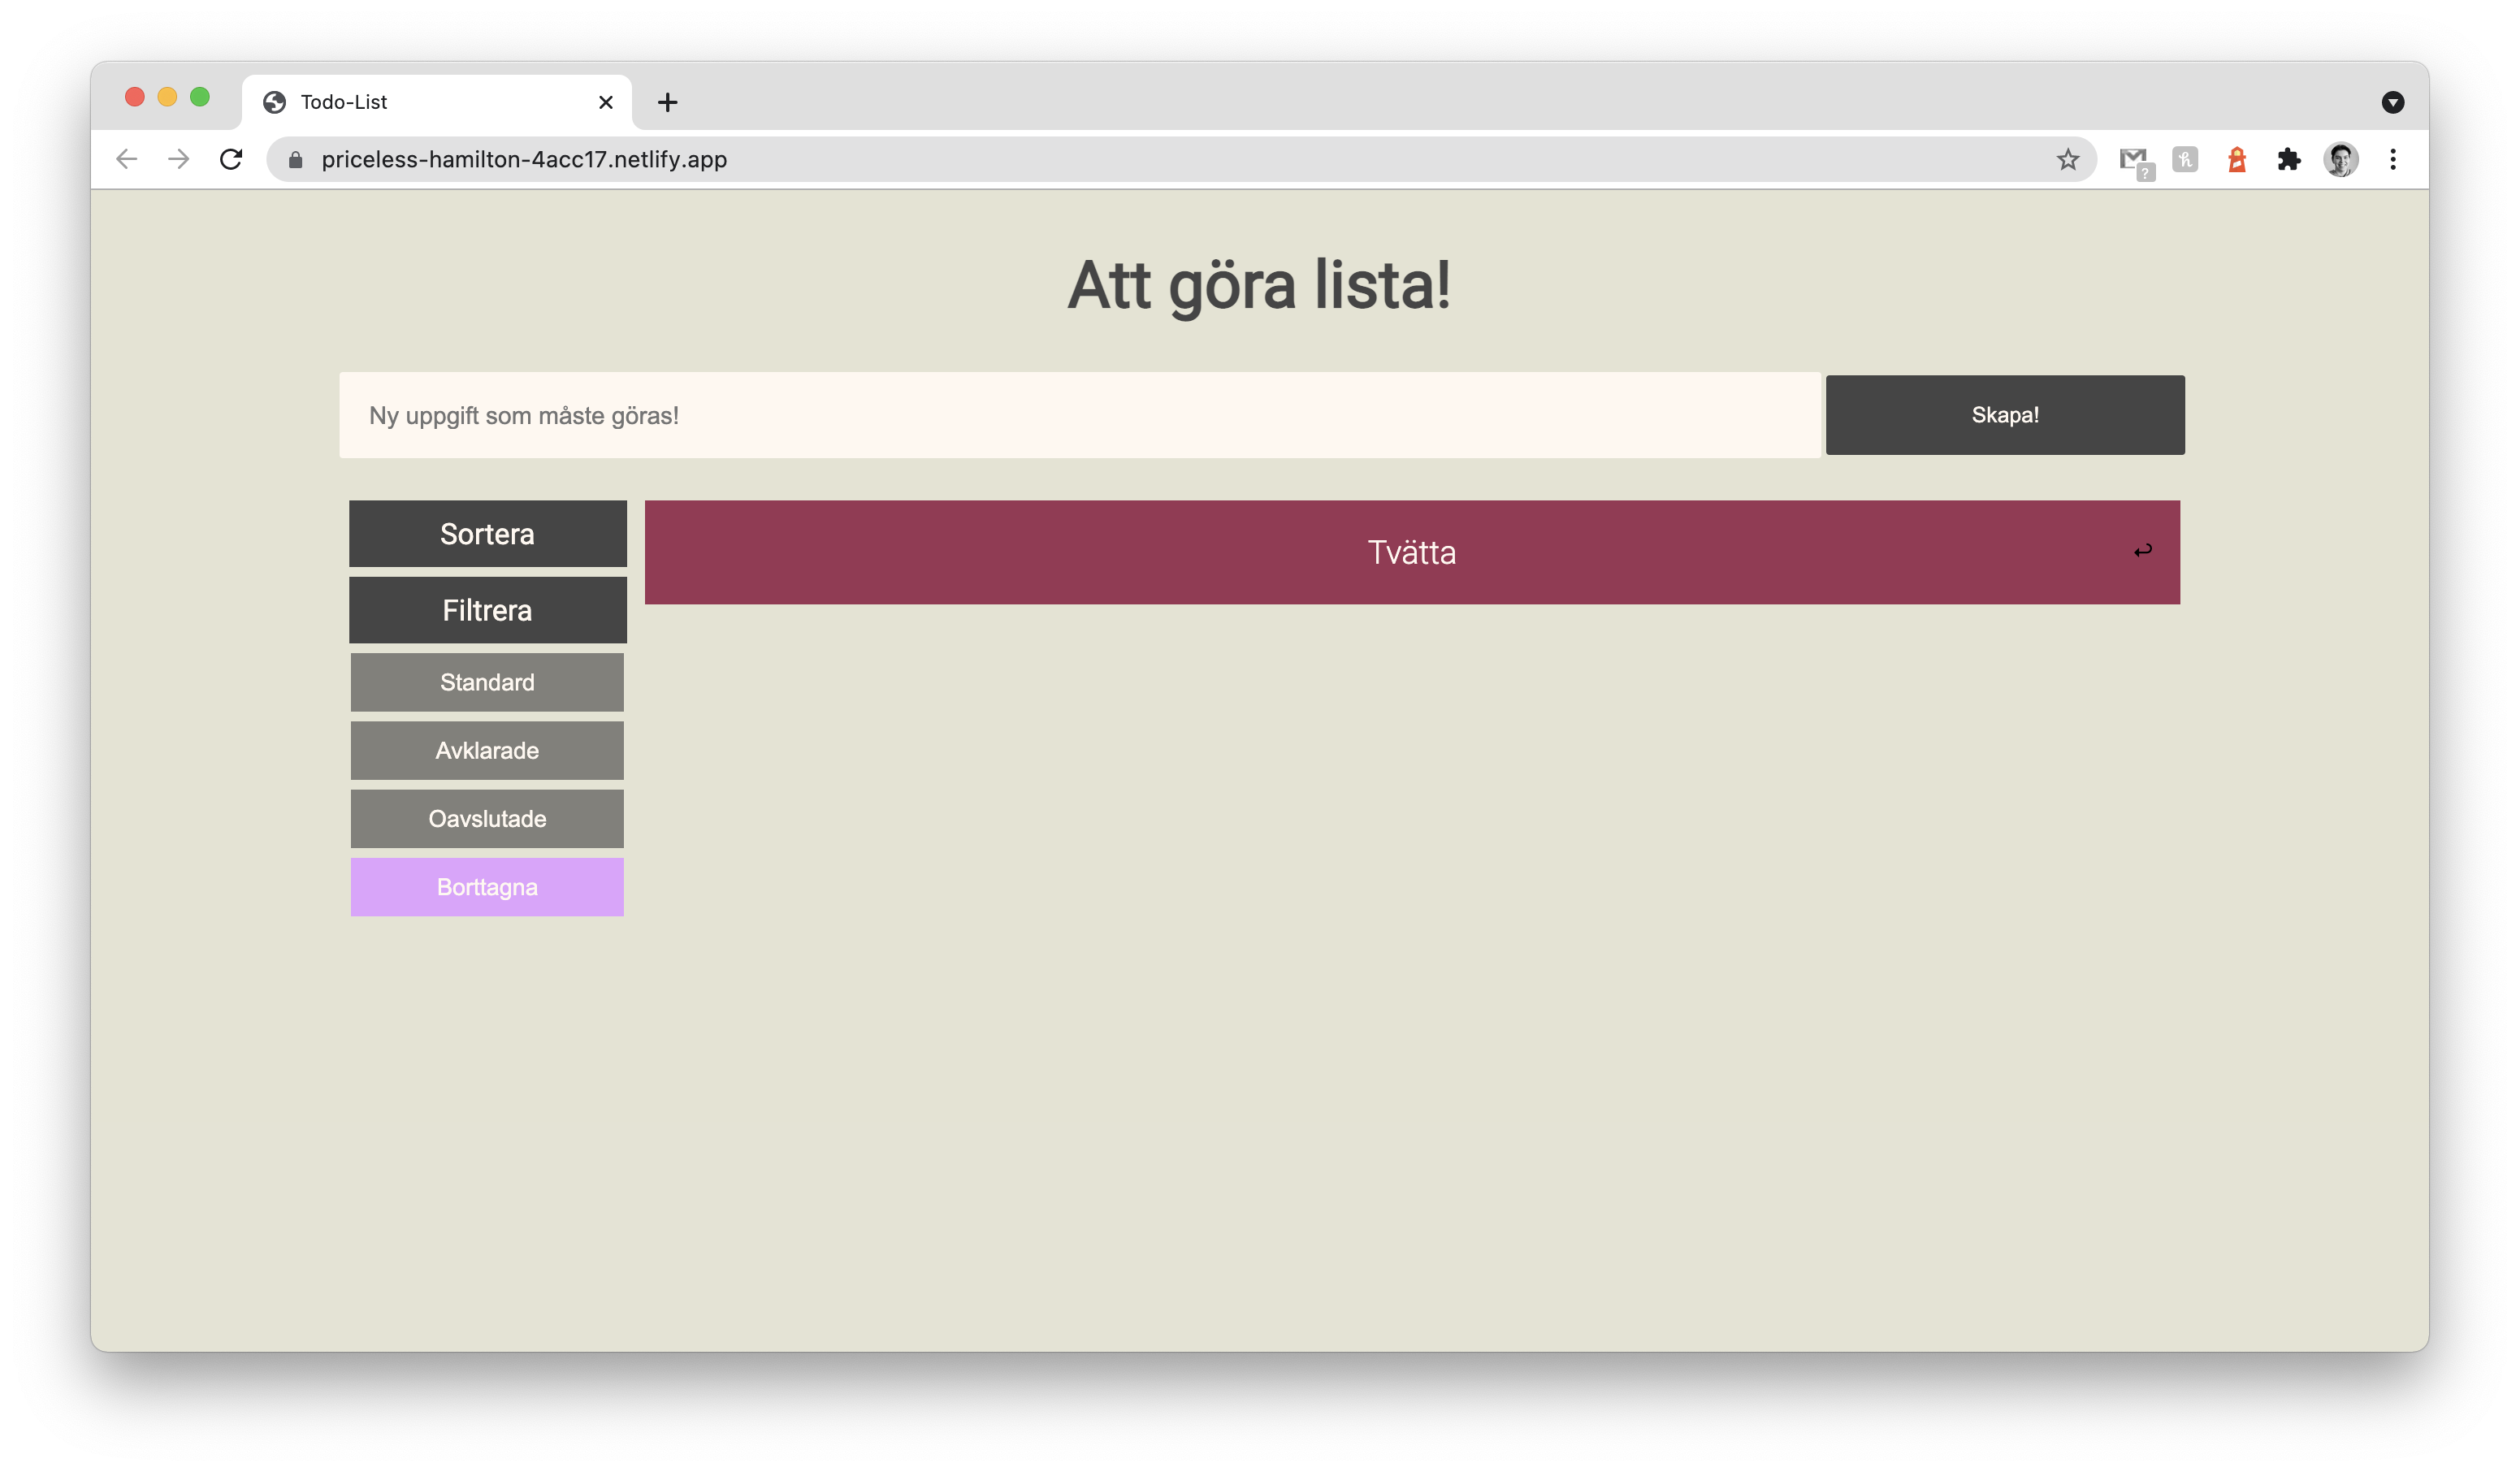 Todo-List
priceless-hamilton-4acc17.netlify.app
?
h
Att göra lista!
Ny uppgift som måste göras!
Skapa!
Sortera
Tvätta
Filtrera
Standard
Avklarade
Oavslutade
Borttagna